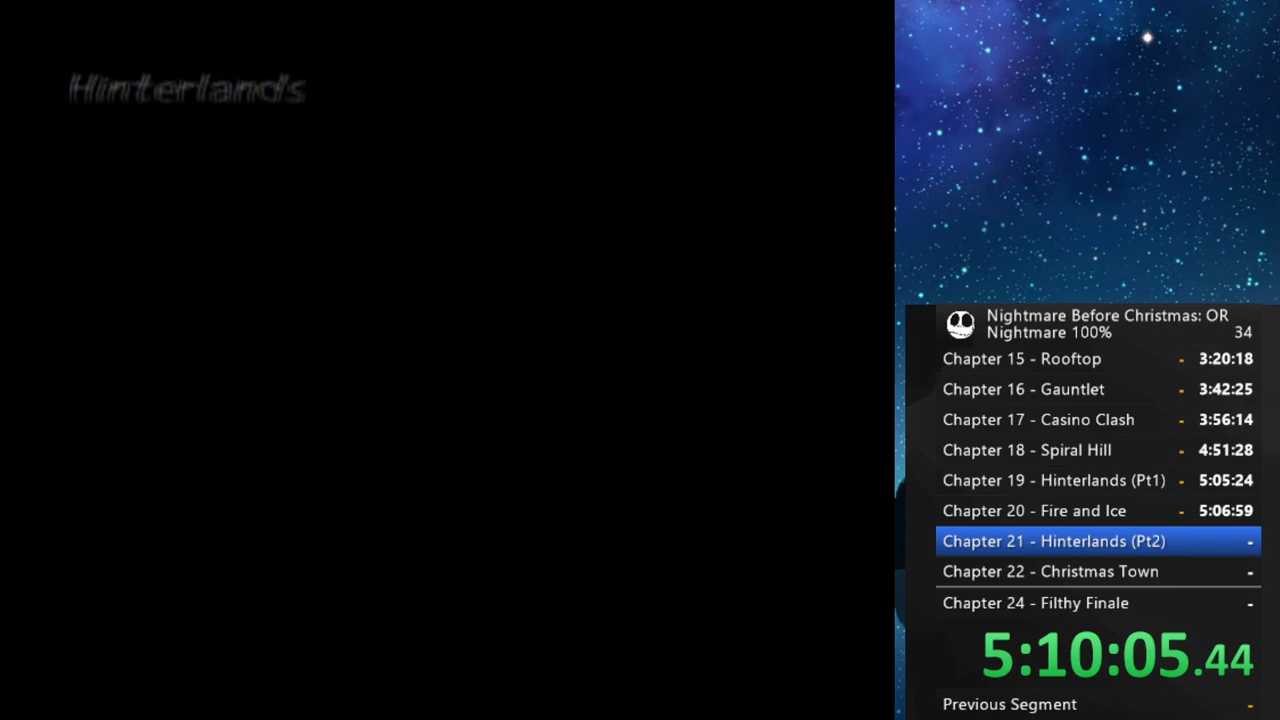 Hinterlands
Nightmare Before Christmas: OR
Nightmare 100% 34
Chapter 15 - Rooftop - 3:20:18
Chapter 16 - Gauntlet - 3:42:25
Chapter 17 - Casino Clash - 3:56:14
Chapter 18 - Spiral Hill - 4:51:28
Chapter 19 - Hinterlands (Pt1) - 5:05:24
Chapter 20 - Fire and Ice - 5:06:59
Chapter 21 - Hinterlands (Pt2) -
Chapter 22 - Christmas Town -
Chapter 24 - Filthy Finale -
5:10:05.44
Previous Segment -